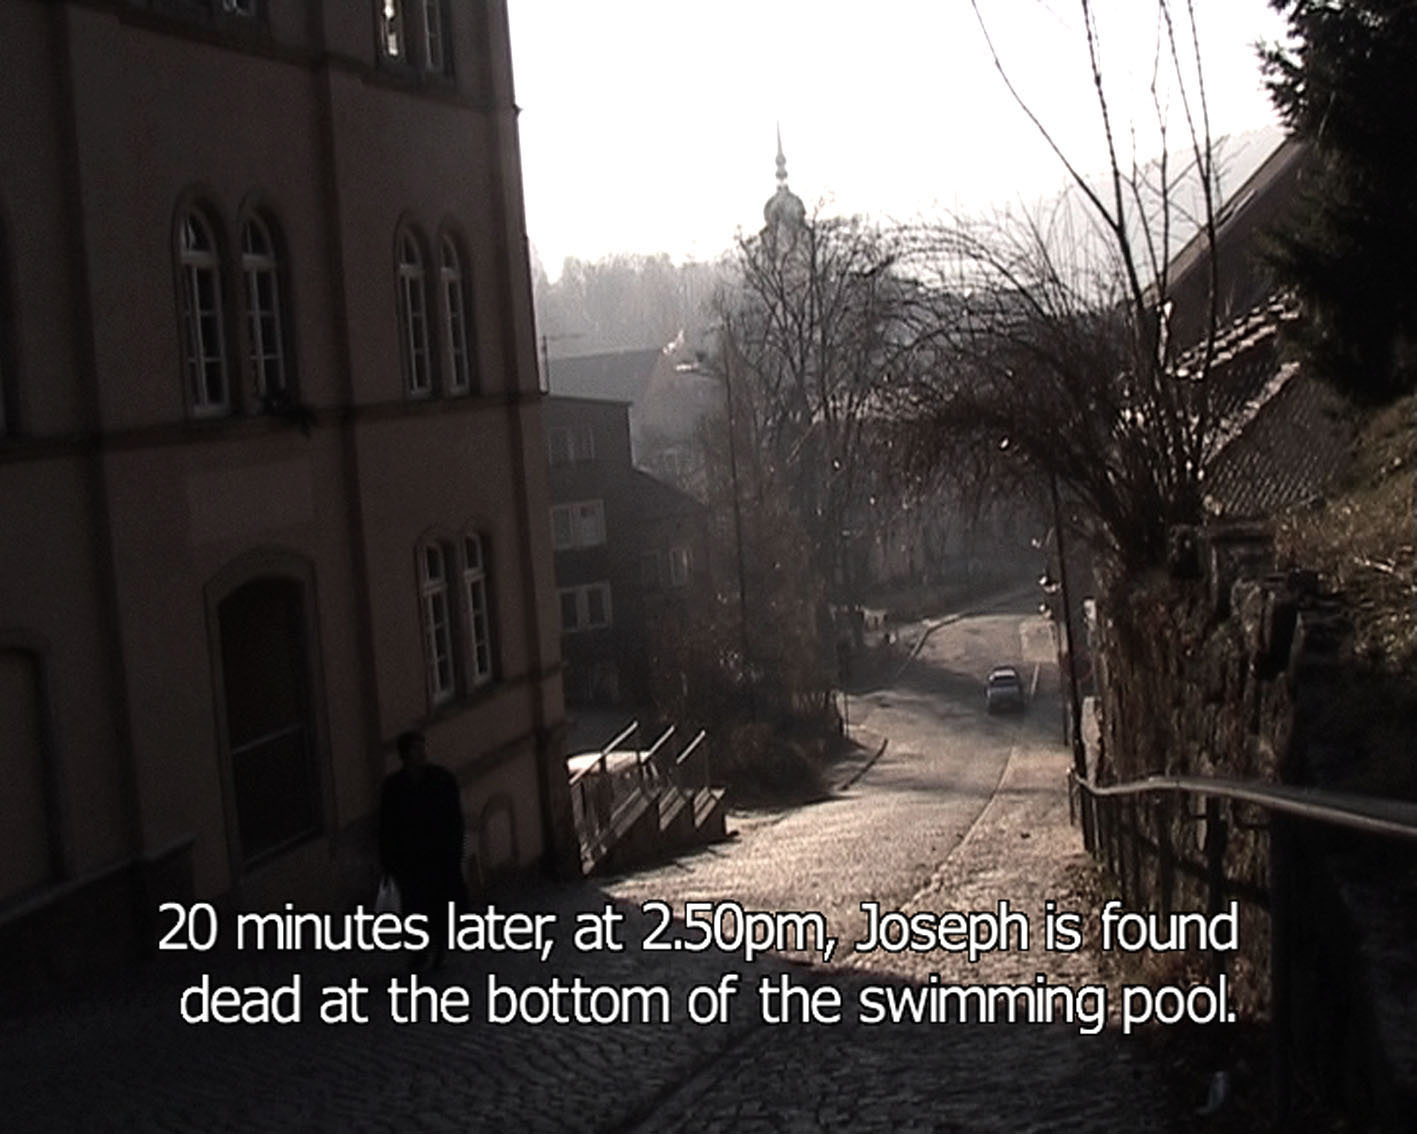 20 minutes later, at 2.50pm, Joseph is found
dead at the bottom of the swimming pool.